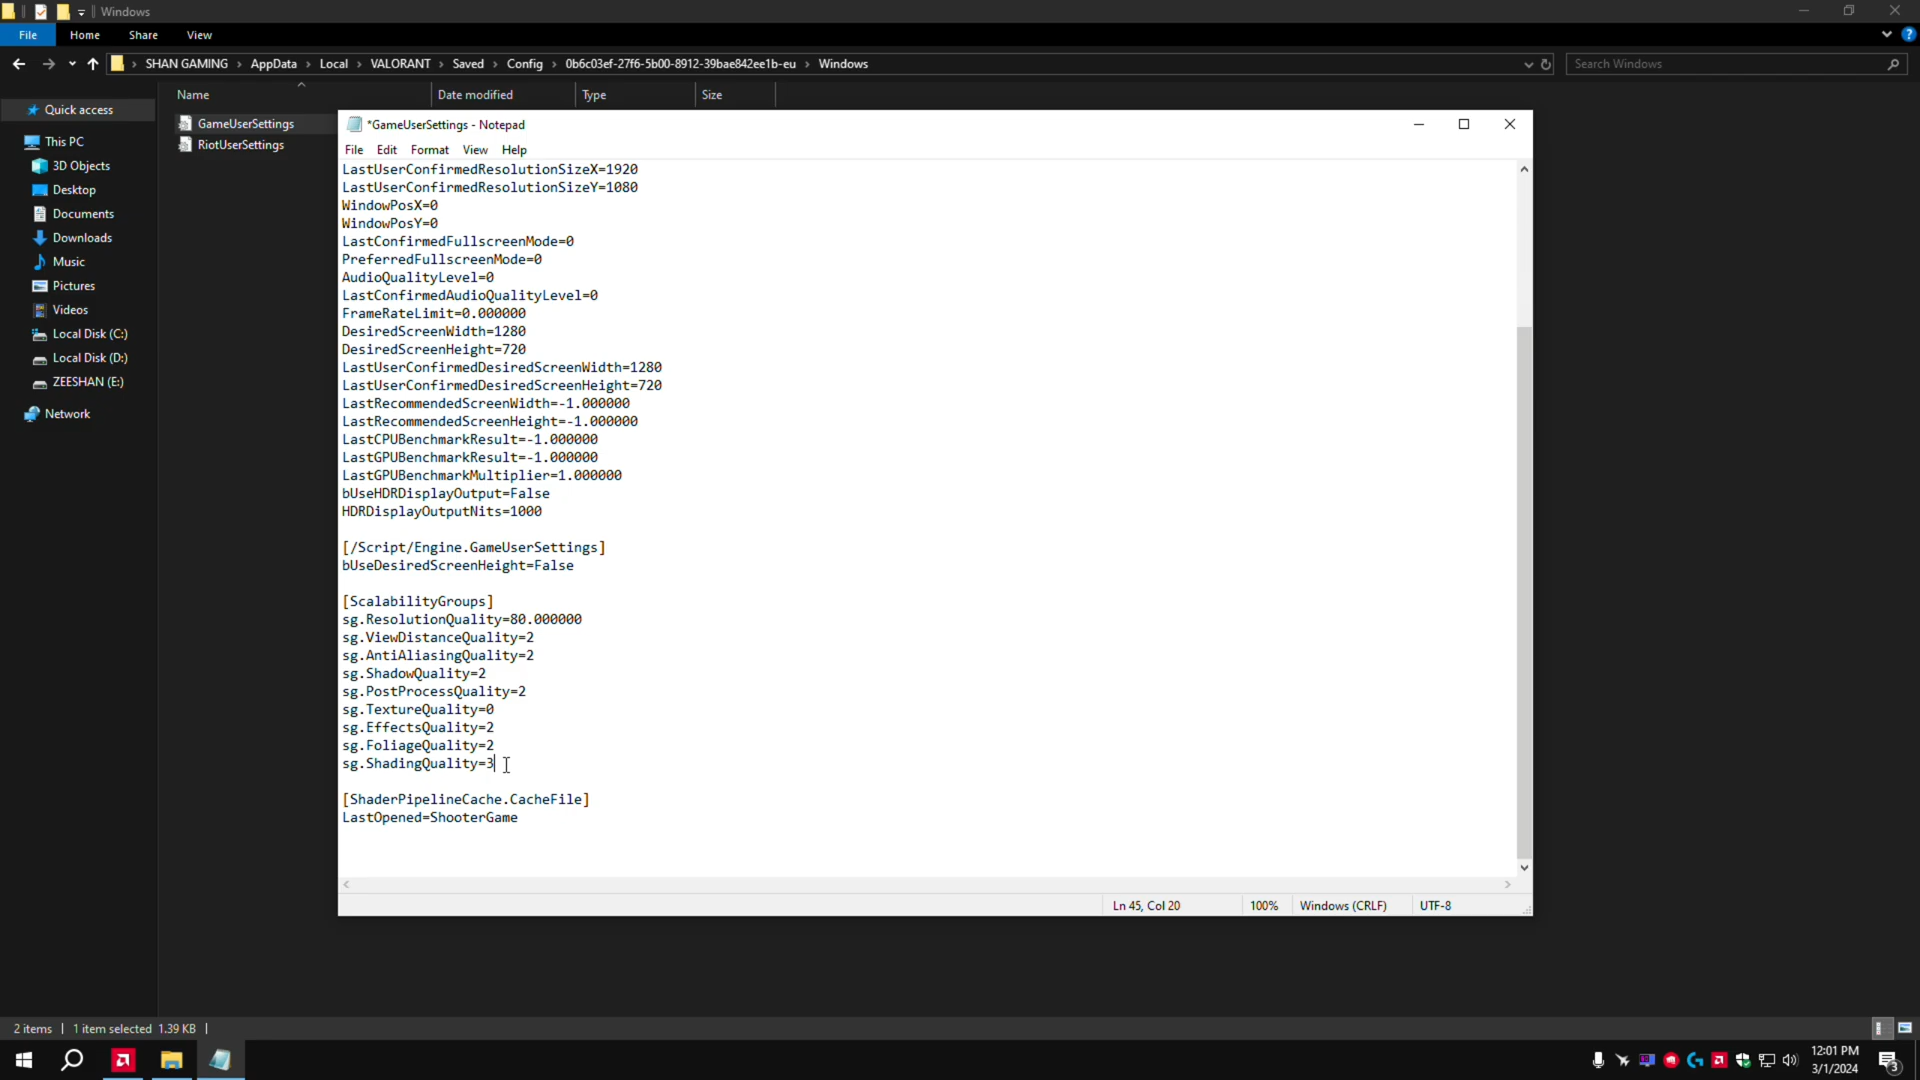 Windows
File Home Share View
SHAN GAMING › AppData › Local › VALORANT › Saved › Config › 0b6c03ef-27f6-5b00-8912-39bae842ee1b-eu › Windows
Search Windows
Name Date modified Type Size
Quick access
This PC
3D Objects
Desktop
Documents
Downloads
Music
Pictures
Videos
Local Disk (C:)
Local Disk (D:)
ZEESHAN (E:)
Network
GameUserSettings
RiotUserSettings
*GameUserSettings - Notepad
File Edit Format View Help
LastUserConfirmedResolutionSizeX=1920
LastUserConfirmedResolutionSizeY=1080
WindowPosX=0
WindowPosY=0
LastConfirmedFullscreenMode=0
PreferredFullscreenMode=0
AudioQualityLevel=0
LastConfirmedAudioQualityLevel=0
FrameRateLimit=0.000000
DesiredScreenWidth=1280
DesiredScreenHeight=720
LastUserConfirmedDesiredScreenWidth=1280
LastUserConfirmedDesiredScreenHeight=720
LastRecommendedScreenWidth=-1.000000
LastRecommendedScreenHeight=-1.000000
LastCPUBenchmarkResult=-1.000000
LastGPUBenchmarkResult=-1.000000
LastGPUBenchmarkMultiplier=1.000000
bUseHDRDisplayOutput=False
HDRDisplayOutputNits=1000
[/Script/Engine.GameUserSettings]
bUseDesiredScreenHeight=False
[ScalabilityGroups]
sg.ResolutionQuality=80.000000
sg.ViewDistanceQuality=2
sg.AntiAliasingQuality=2
sg.ShadowQuality=2
sg.PostProcessQuality=2
sg.TextureQuality=0
sg.EffectsQuality=2
sg.FoliageQuality=2
sg.ShadingQuality=3
[ShaderPipelineCache.CacheFile]
LastOpened=ShooterGame
Ln 45, Col 20 100% Windows (CRLF) UTF-8
2 items 1 item selected 1.39 KB
12:01 PM
3/1/2024
3